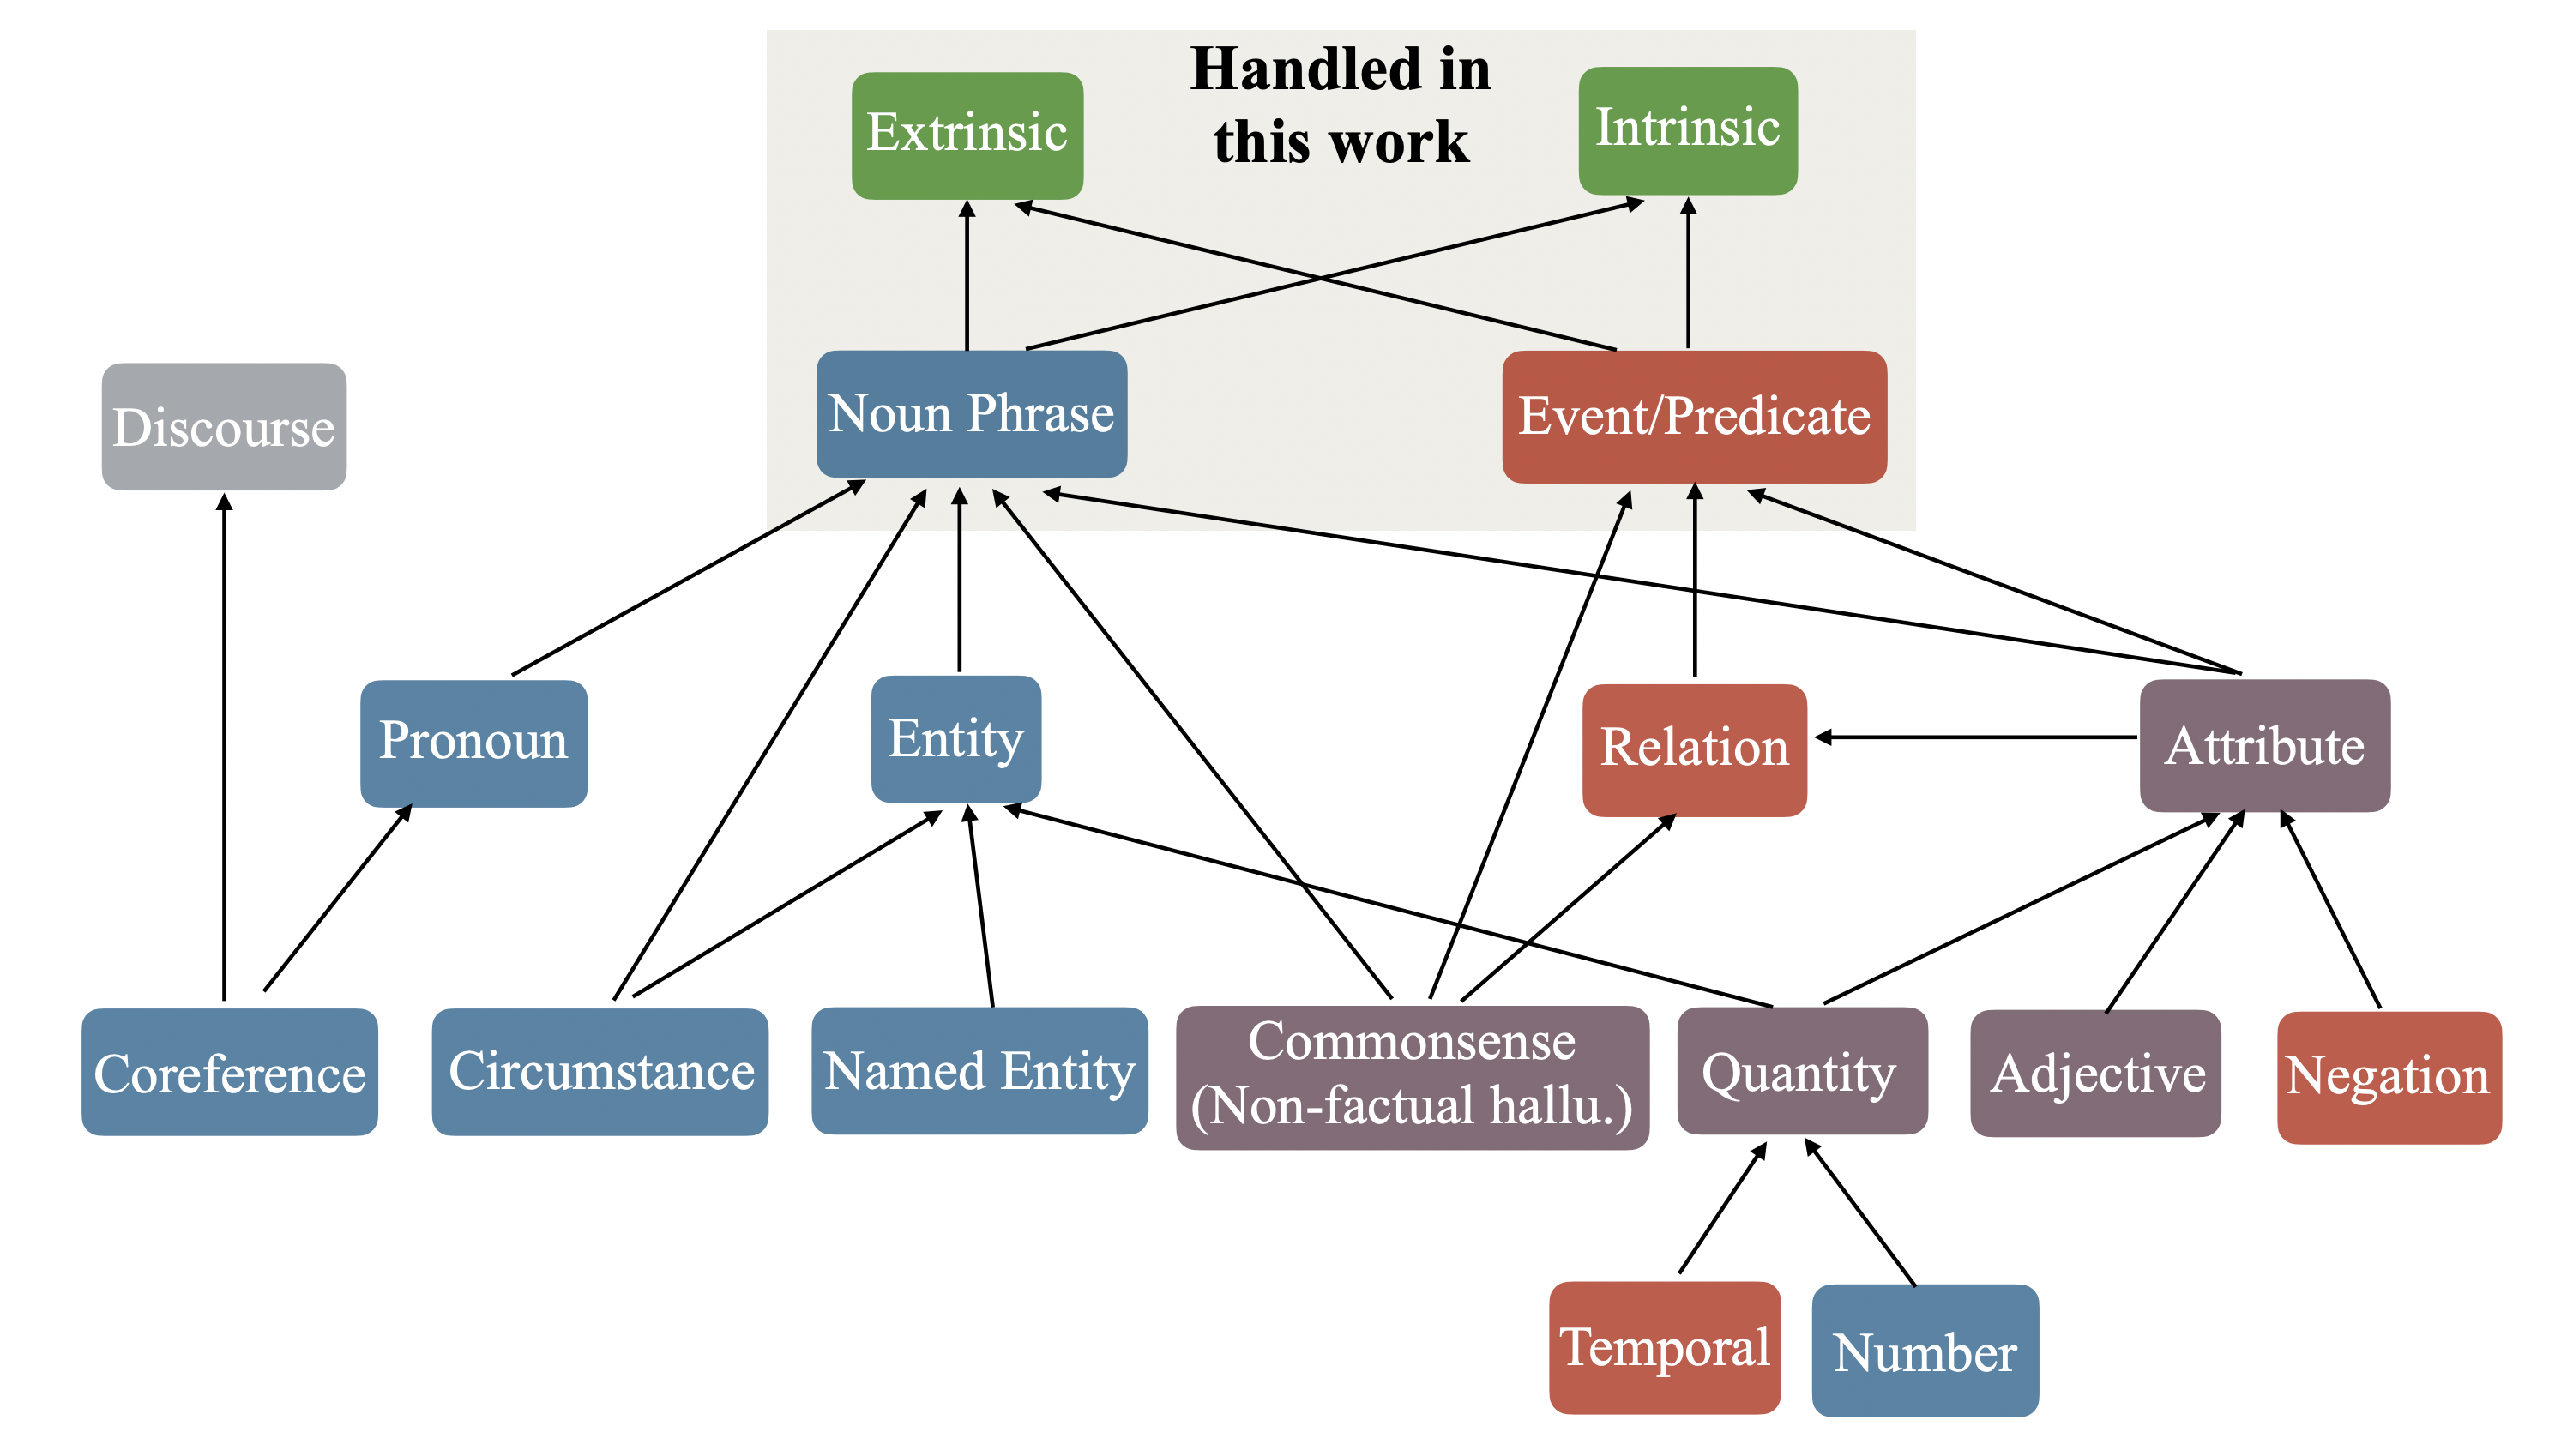 Handled in
this work
Extrinsic
Intrinsic
Noun Phrase
Event/Predicate
Discourse
Pronoun
Entity
Relation
Attribute
Coreference
Circumstance
Named Entity
Commonsense
(Non-factual hallu.)
Quantity
Adjective
Negation
Temporal
Number